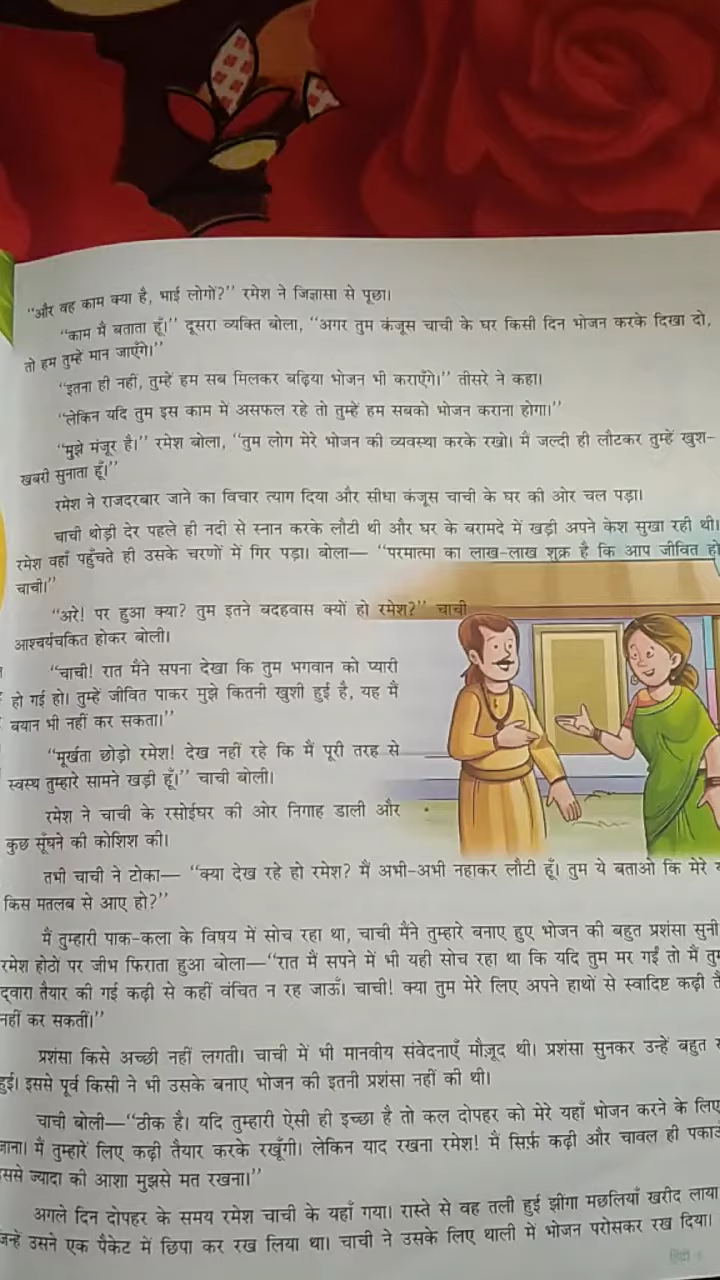 “और वह काम क्या है, भाई लोगों?” रमेश ने जिज्ञासा से पूछा।
“काम मैं बताता हूँ।” दूसरा व्यक्ति बोला, “अगर तुम कंजूस चाची के घर किसी दिन भोजन करके दिखा दो,
तो हम तुम्हें मान जाएँगे।”
“इतना ही नहीं, तुम्हें हम सब मिलकर बढ़िया भोजन भी कराएँगे।” तीसरे ने कहा।
“लेकिन यदि तुम इस काम में असफल रहे तो तुम्हें हम सबको भोजन कराना होगा।”
“मुझे मंजूर है।” रमेश बोला, “तुम लोग मेरे भोजन की व्यवस्था करके रखो। मैं जल्दी ही लौटकर तुम्हें खुश-
खबरी सुनाता हूँ।”
रमेश ने राजदरबार जाने का विचार त्याग दिया और सीधा कंजूस चाची के घर की ओर चल पड़ा।
चाची थोड़ी देर पहले ही नदी से स्नान करके लौटी थी और घर के बरामदे में खड़ी अपने केश सुखा रही थी।
रमेश वहाँ पहुँचते ही उसके चरणों में गिर पड़ा। बोला— “परमात्मा का लाख-लाख शुक्र है कि आप जीवित हो
चाची।”
“अरे! पर हुआ क्या? तुम इतने बदहवास क्यों हो रमेश?” चाची
आश्चर्यचकित होकर बोली।
“चाची! रात मैंने सपना देखा कि तुम भगवान को प्यारी
हो गई हो। तुम्हें जीवित पाकर मुझे कितनी खुशी हुई है, यह मैं
बयान भी नहीं कर सकता।”
“मूर्खता छोड़ो रमेश! देख नहीं रहे कि मैं पूरी तरह से
स्वस्थ तुम्हारे सामने खड़ी हूँ।” चाची बोली।
रमेश ने चाची के रसोईघर की ओर निगाह डाली और
कुछ सूँघने की कोशिश की।
तभी चाची ने टोका— “क्या देख रहे हो रमेश? मैं अभी-अभी नहाकर लौटी हूँ। तुम ये बताओ कि मेरे
किस मतलब से आए हो?”
मैं तुम्हारी पाक-कला के विषय में सोच रहा था, चाची मैंने तुम्हारे बनाए हुए भोजन की बहुत प्रशंसा सुनी
रमेश होठों पर जीभ फिराता हुआ बोला—“रात मैं सपने में भी यही सोच रहा था कि यदि तुम मर गईं तो मैं
द्वारा तैयार की गई कढ़ी से कहीं वंचित न रह जाऊँ। चाची! क्या तुम मेरे लिए अपने हाथों से स्वादिष्ट कढ़ी
नहीं कर सकतीं।”
प्रशंसा किसे अच्छी नहीं लगती। चाची में भी मानवीय संवेदनाएँ मौजूद थी। प्रशंसा सुनकर उन्हें बहुत
हुई। इससे पूर्व किसी ने भी उसके बनाए भोजन की इतनी प्रशंसा नहीं की थी।
चाची बोली—“ठीक है। यदि तुम्हारी ऐसी ही इच्छा है तो कल दोपहर को मेरे यहाँ भोजन करने के लिए
जाना। मैं तुम्हारें लिए कढ़ी तैयार करके रखूँगी। लेकिन याद रखना रमेश! मैं सिर्फ़ कढ़ी और चावल ही
इससे ज्यादा की आशा मुझसे मत रखना।”
अगले दिन दोपहर के समय रमेश चाची के यहाँ गया। रास्ते से वह तली हुई झींगा मछलियाँ खरीद लाया
जिन्हें उसने एक पैकेट में छिपा कर रख लिया था। चाची ने उसके लिए थाली में भोजन परोसकर रख दिया।
हिंदी